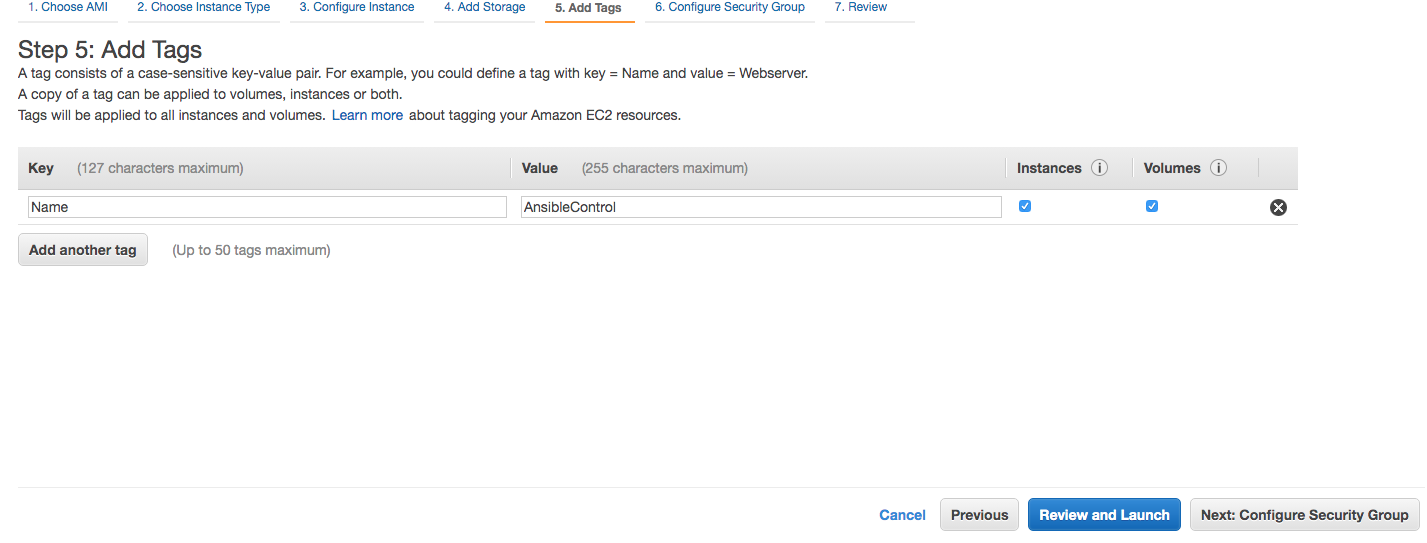 1. Choose AMI 2. Choose Instance Type 3. Configure Instance 4. Add Storage 5. Add Tags 6. Configure Security Group 7. Review
Step 5: Add Tags
A tag consists of a case-sensitive key-value pair. For example, you could define a tag with key = Name and value = Webserver.
A copy of a tag can be applied to volumes, instances or both.
Tags will be applied to all instances and volumes. Learn more about tagging your Amazon EC2 resources.
Key (127 characters maximum) Value (255 characters maximum) Instances i Volumes i
Name AnsibleControl
Add another tag (Up to 50 tags maximum)
Cancel Previous Review and Launch Next: Configure Security Group